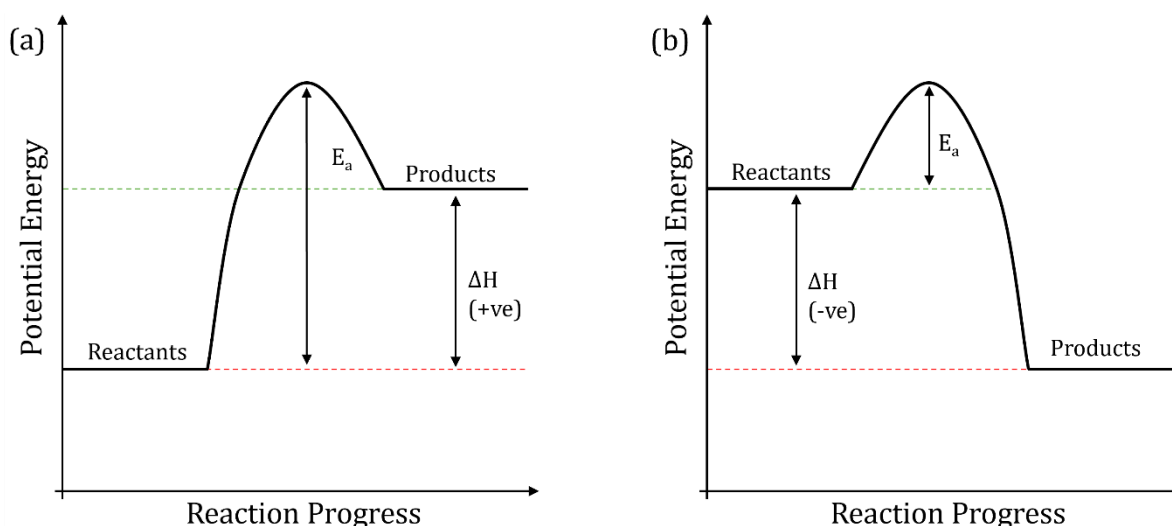 (a)
Potential Energy
Reactants
Eₐ
Products
ΔH
(+ve)
Reaction Progress
(b)
Potential Energy
Reactants
Eₐ
ΔH
(-ve)
Products
Reaction Progress